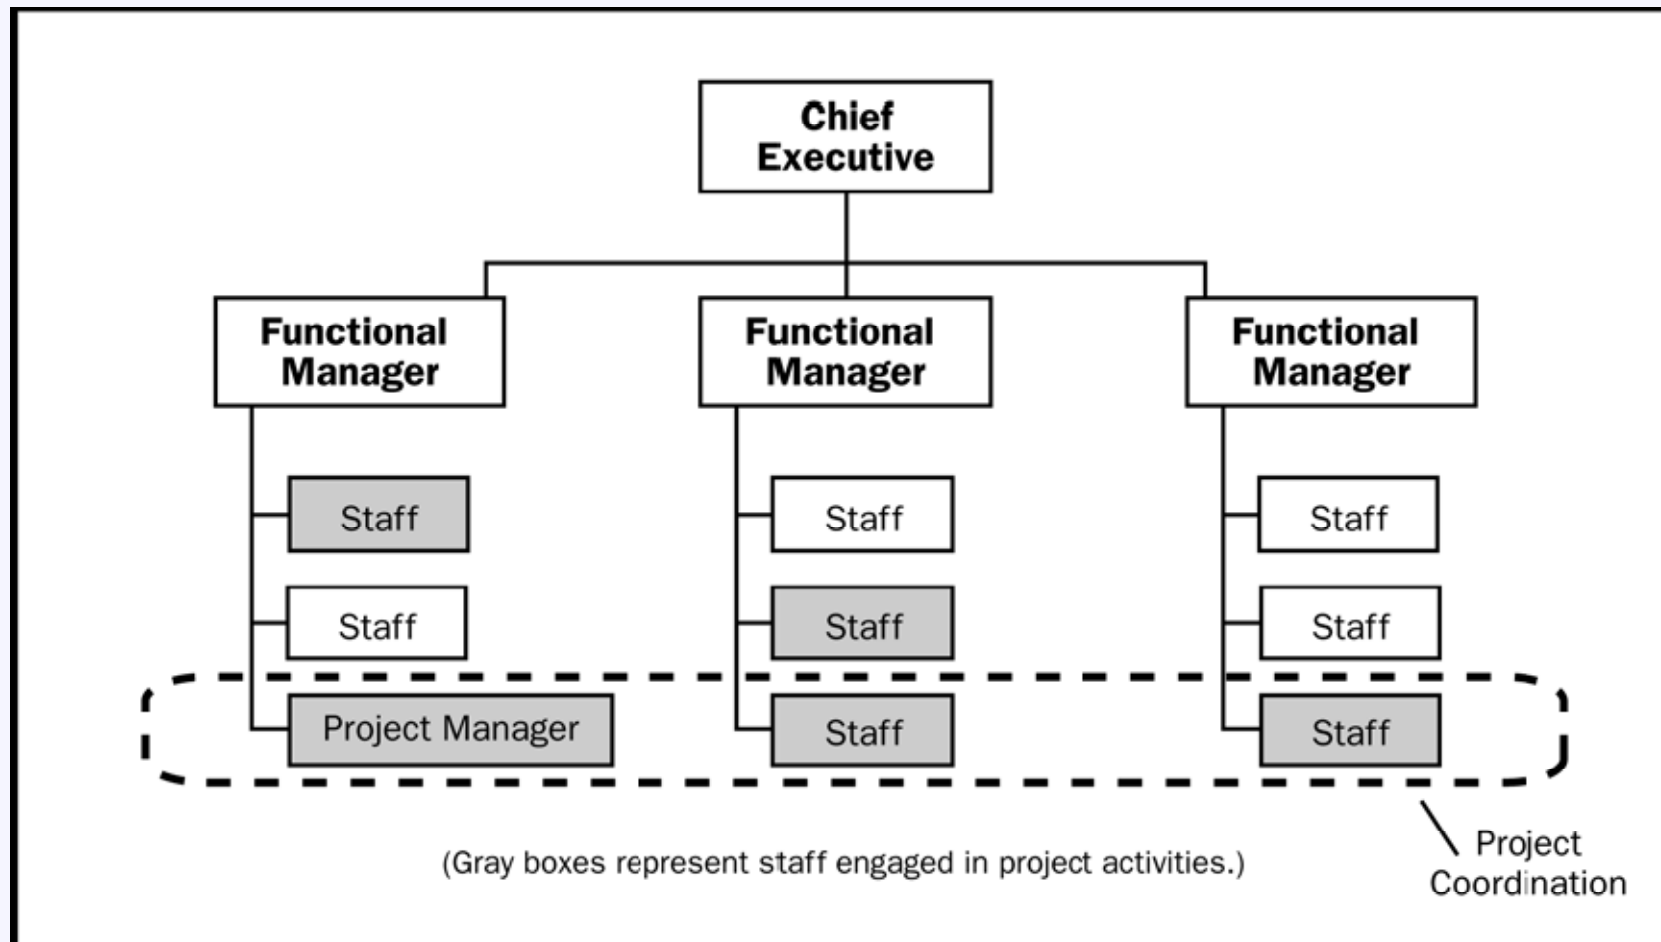 Chief
Executive
Functional
Manager
Functional
Manager
Functional
Manager
Staff
Staff
Staff
Staff
Staff
Staff
Project Manager
Staff
Staff
(Gray boxes represent staff engaged in project activities.)
Project
Coordination